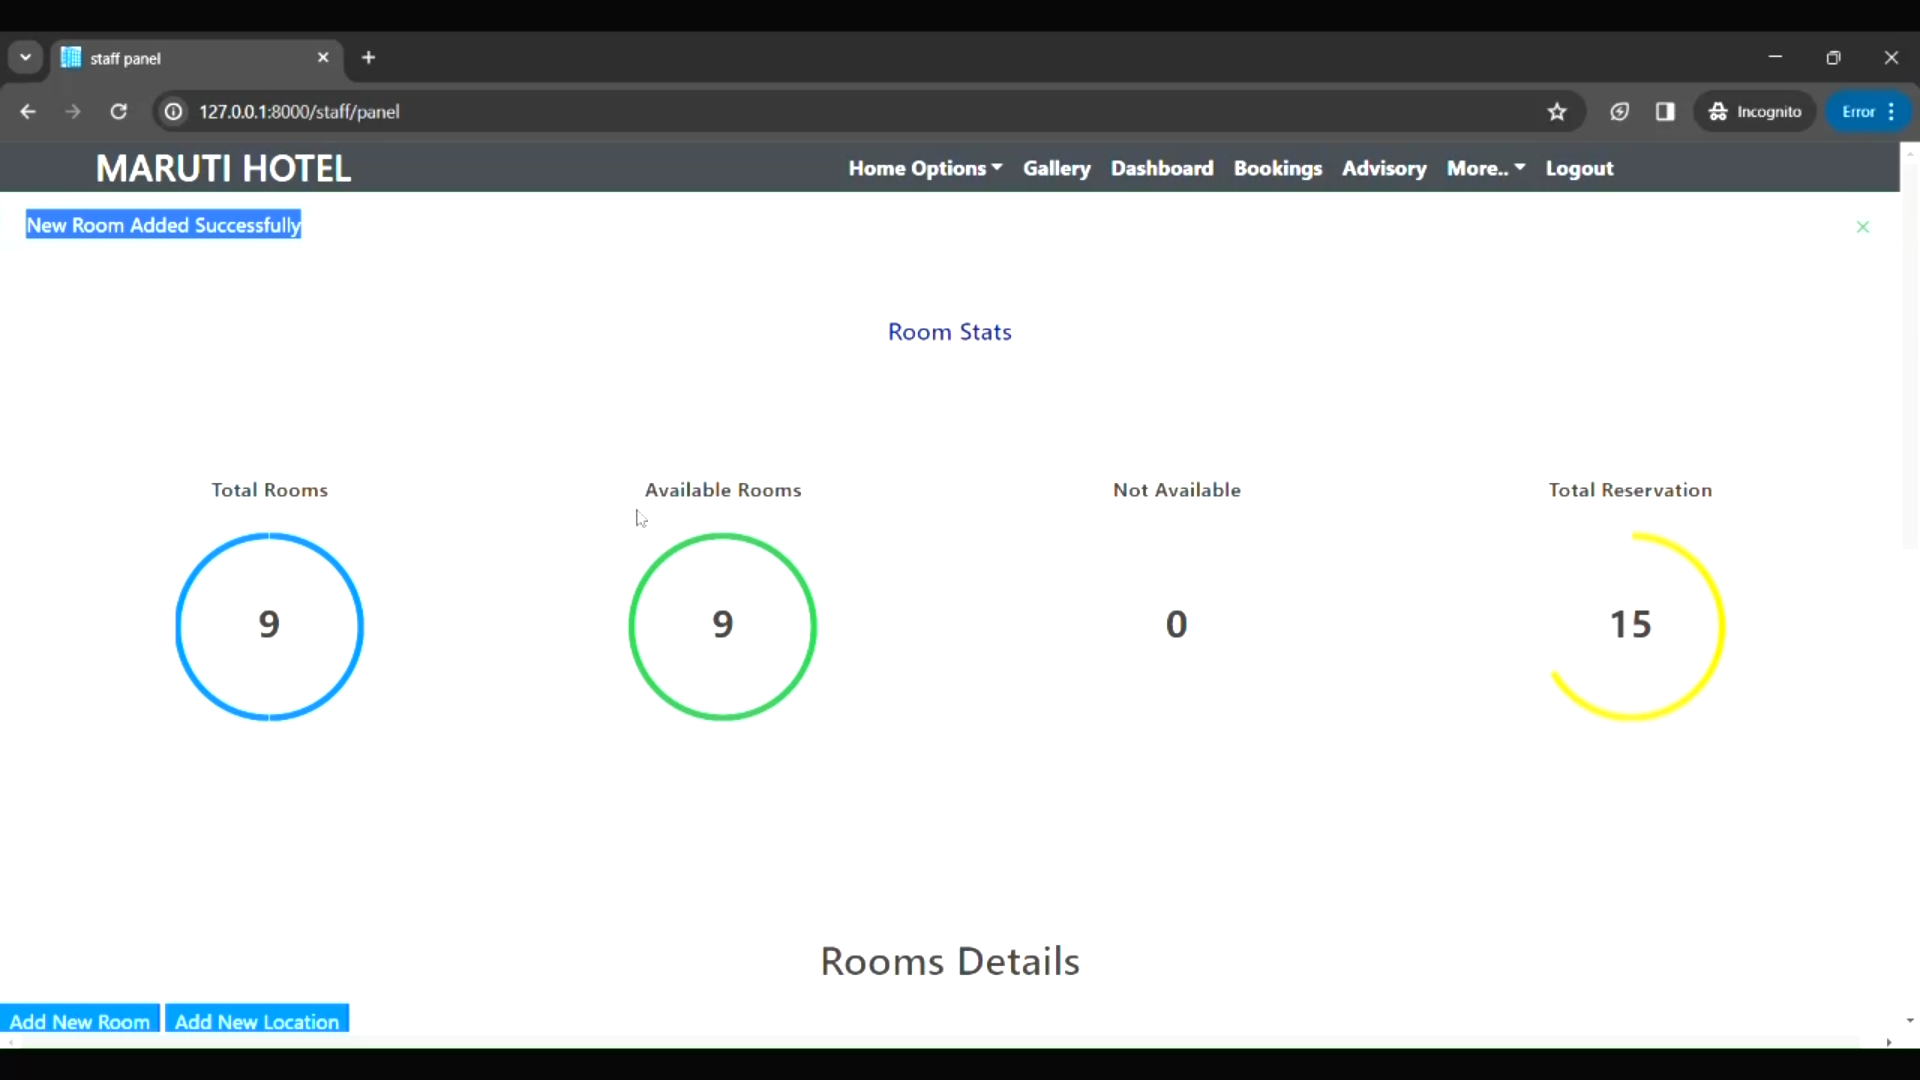 staff panel
127.0.0.1:8000/staff/panel
Incognito
Error
MARUTI HOTEL
Home Options Gallery Dashboard Bookings Advisory More.. Logout
New Room Added Successfully
Room Stats
Total Rooms Available Rooms Not Available Total Reservation
9 9 0 15
Rooms Details
Add New Room Add New Location